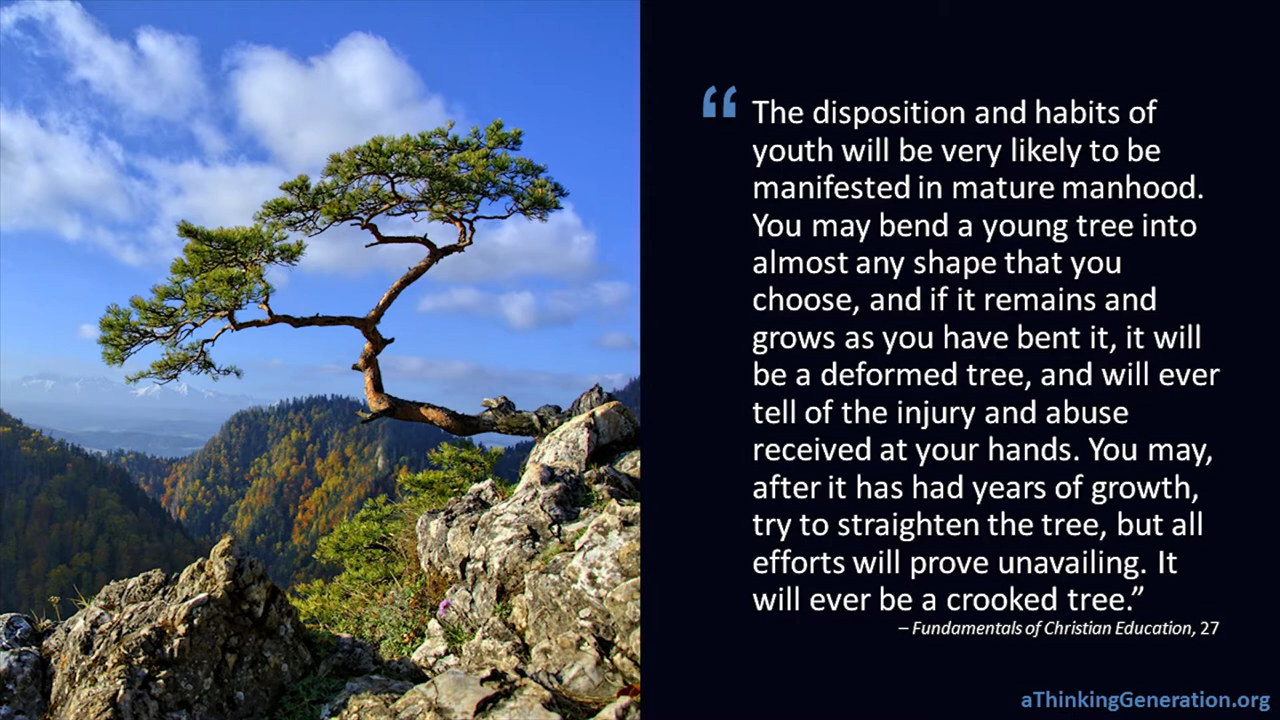 “The disposition and habits of
youth will be very likely to be
manifested in mature manhood.
You may bend a young tree into
almost any shape that you
choose, and if it remains and
grows as you have bent it, it will
be a deformed tree, and will ever
tell of the injury and abuse
received at your hands. You may,
after it has had years of growth,
try to straighten the tree, but all
efforts will prove unavailing. It
will ever be a crooked tree.”
– Fundamentals of Christian Education, 27
aThinkingGeneration.org